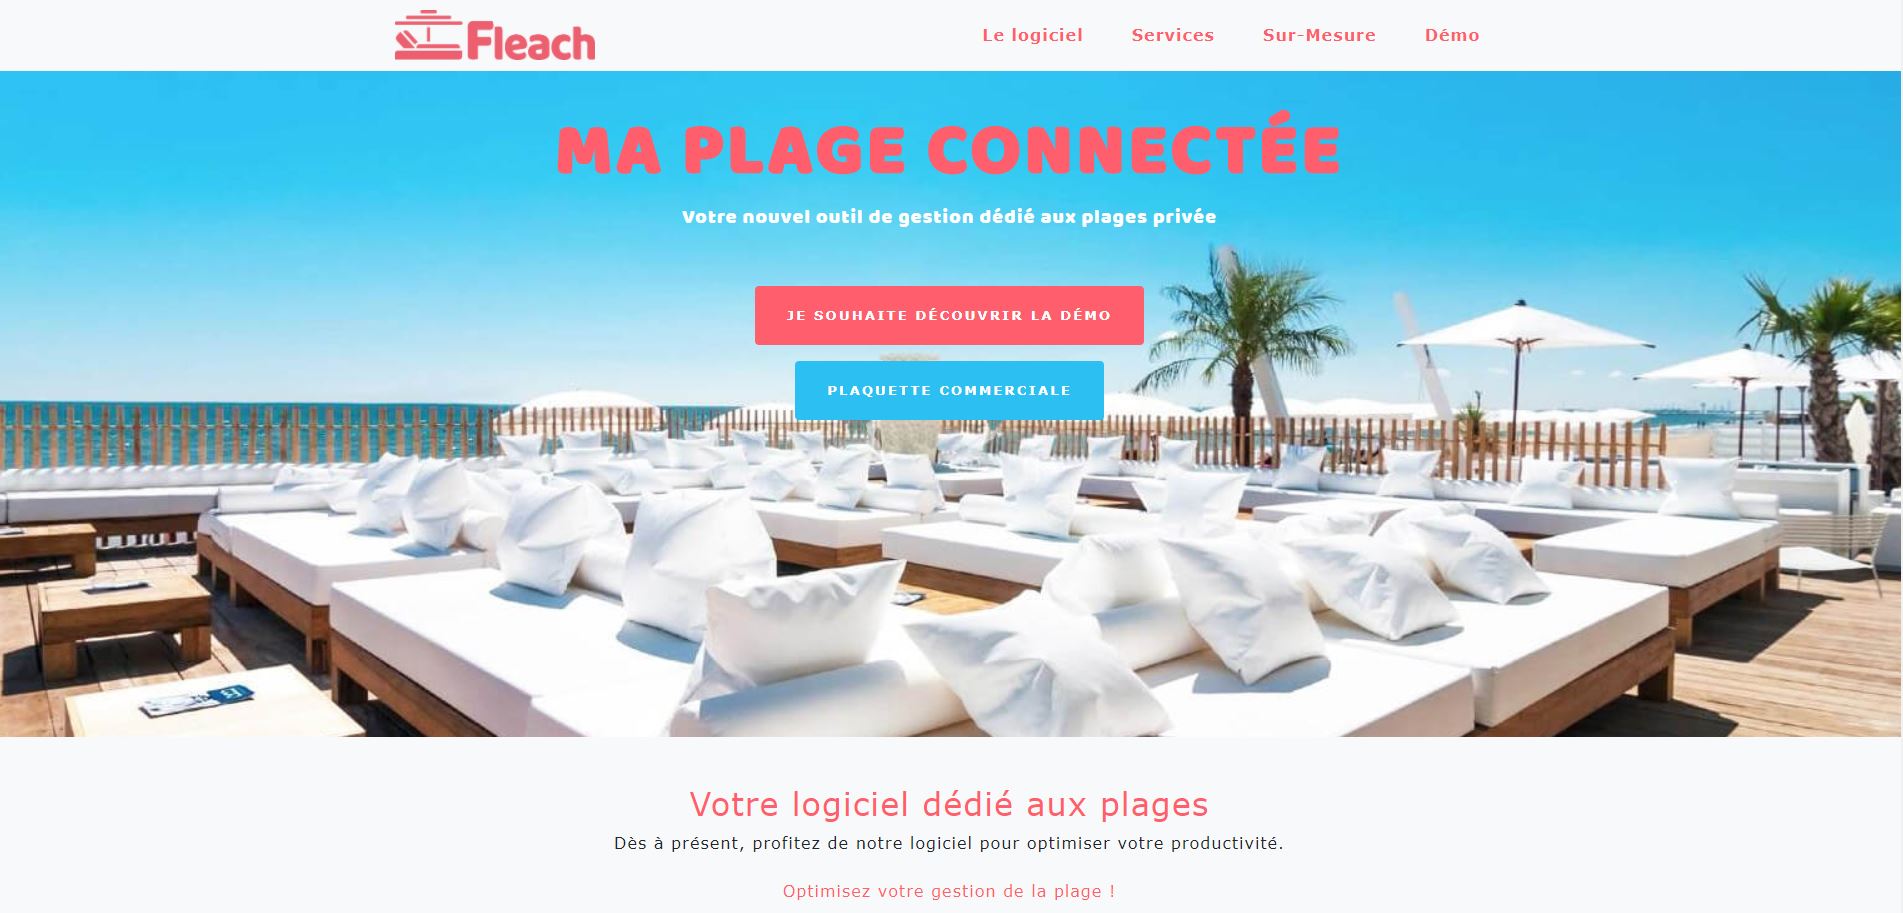 Fleach
Le logiciel Services Sur-Mesure Démo
MA PLAGE CONNECTÉE
Votre nouvel outil de gestion dédié aux plages privée
JE SOUHAITE DÉCOUVRIR LA DÉMO
PLAQUETTE COMMERCIALE
Votre logiciel dédié aux plages
Dès à présent, profitez de notre logiciel pour optimiser votre productivité.
Optimisez votre gestion de la plage !